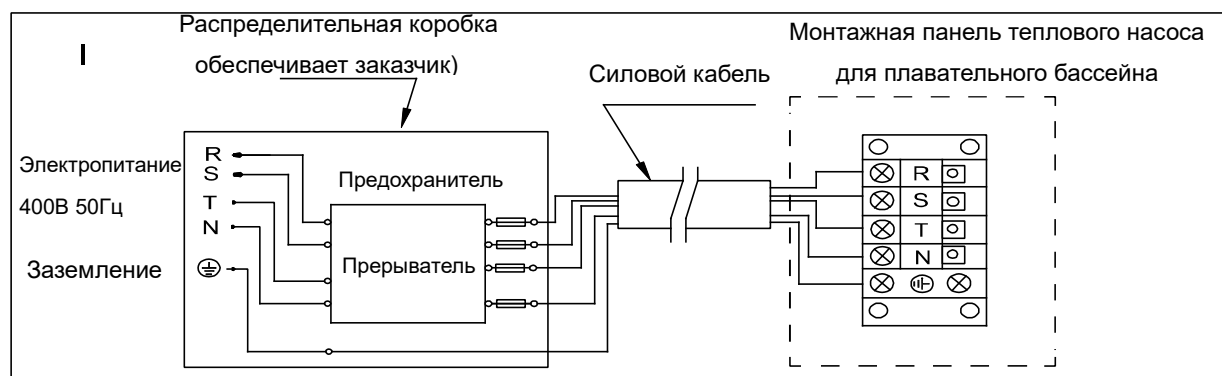 Распределительная коробка
обеспечивает заказчик)
Силовой кабель
Монтажная панель теплового насоса
для плавательного бассейна
I
Электропитание
400В 50Гц
Заземление
R
S
T
N
Предохранитель
Прерыватель
R
S
T
N